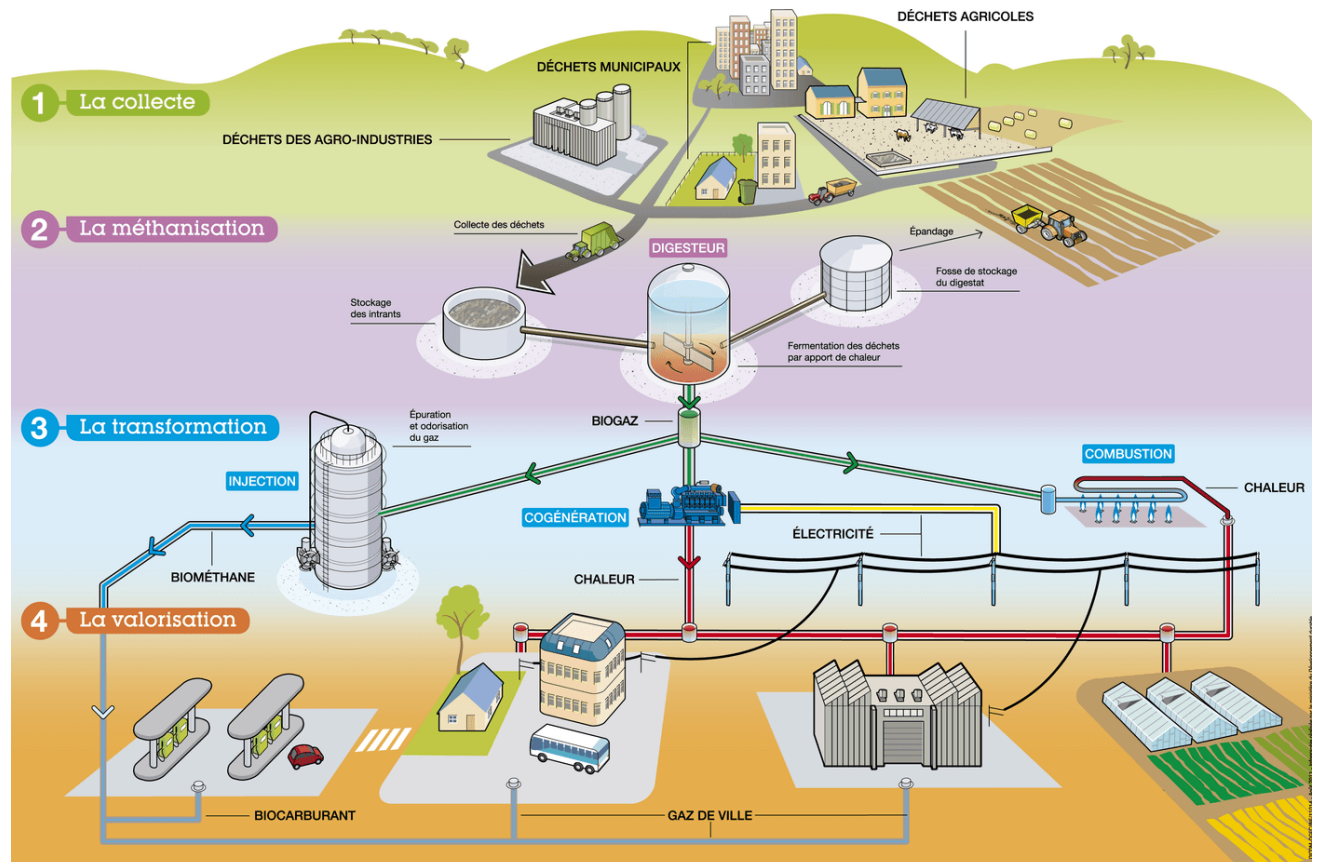 DÉCHETS AGRICOLES
DÉCHETS MUNICIPAUX
1 La collecte
DÉCHETS DES AGRO-INDUSTRIES
2 La méthanisation
Collecte des déchets
DIGESTEUR
Épandage
Fosse de stockage
du digestat
Stockage
des intrants
Fermentation des déchets
par apport de chaleur
3 La transformation
Épuration
et odorisation
du gaz
BIOGAZ
COMBUSTION
INJECTION
CHALEUR
COGÉNÉRATION
ÉLECTRICITÉ
BIOMÉTHANE
CHALEUR
4 La valorisation
BIOCARBURANT
GAZ DE VILLE